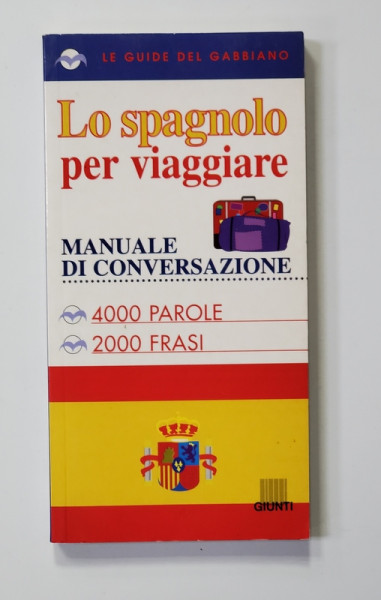 LE GUIDE DEL GABBIANO
Lo spagnolo
per viaggiare
MANUALE
DI CONVERSAZIONE
4000 PAROLE
2000 FRASI
GIUNTI